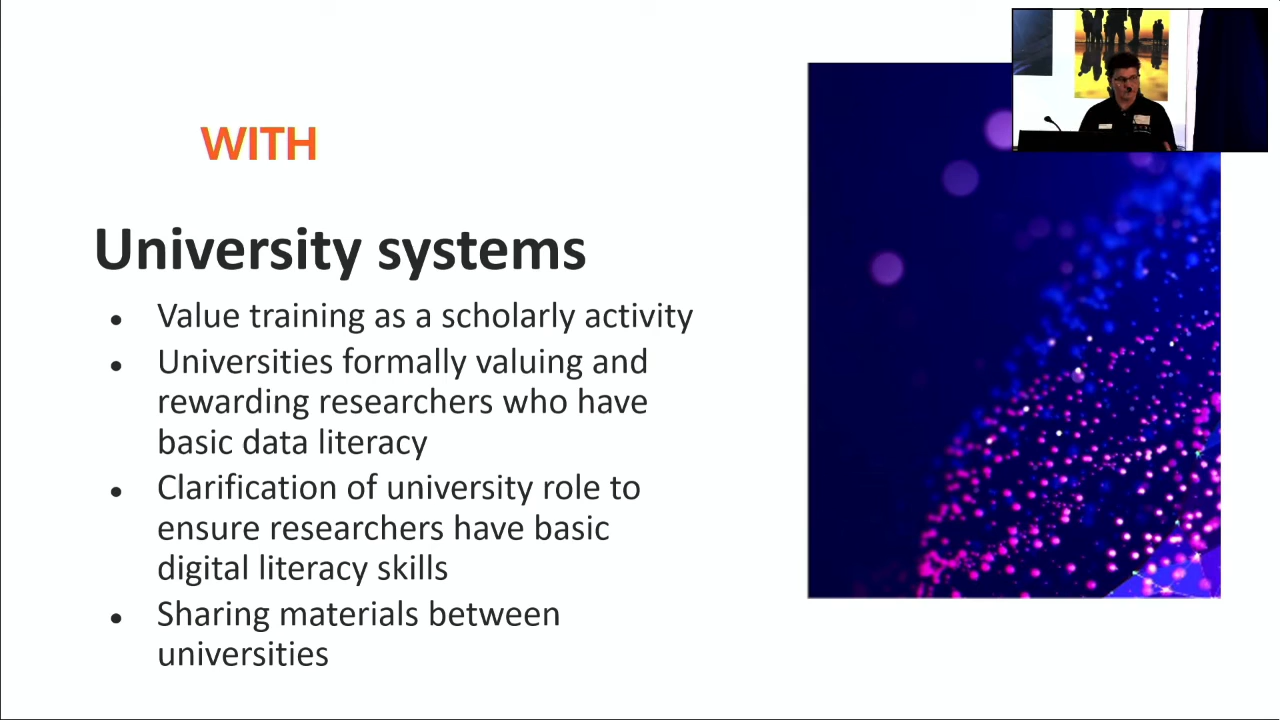 WITH
University systems
• Value training as a scholarly activity
• Universities formally valuing and
rewarding researchers who have
basic data literacy
• Clarification of university role to
ensure researchers have basic
digital literacy skills
• Sharing materials between
universities